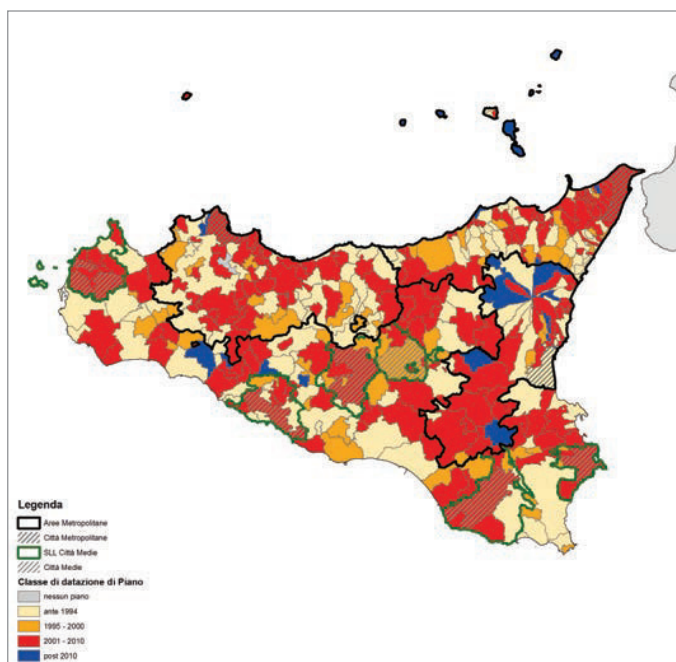 Legenda
Aree Metropolitane
Città Metropolitane
SLL Città Medie
Città Medie
Classe di datazione di Piano
nessun piano
ante 1994
1995 - 2000
2001 - 2010
post 2010